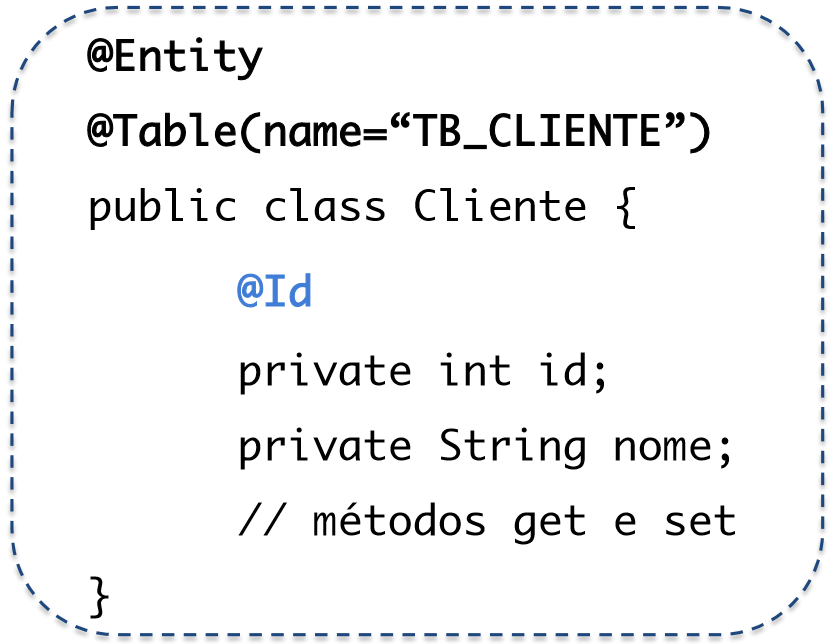 @Entity
@Table(name=“TB_CLIENTE”)
public class Cliente {
@Id
private int id;
private String nome;
// métodos get e set
}